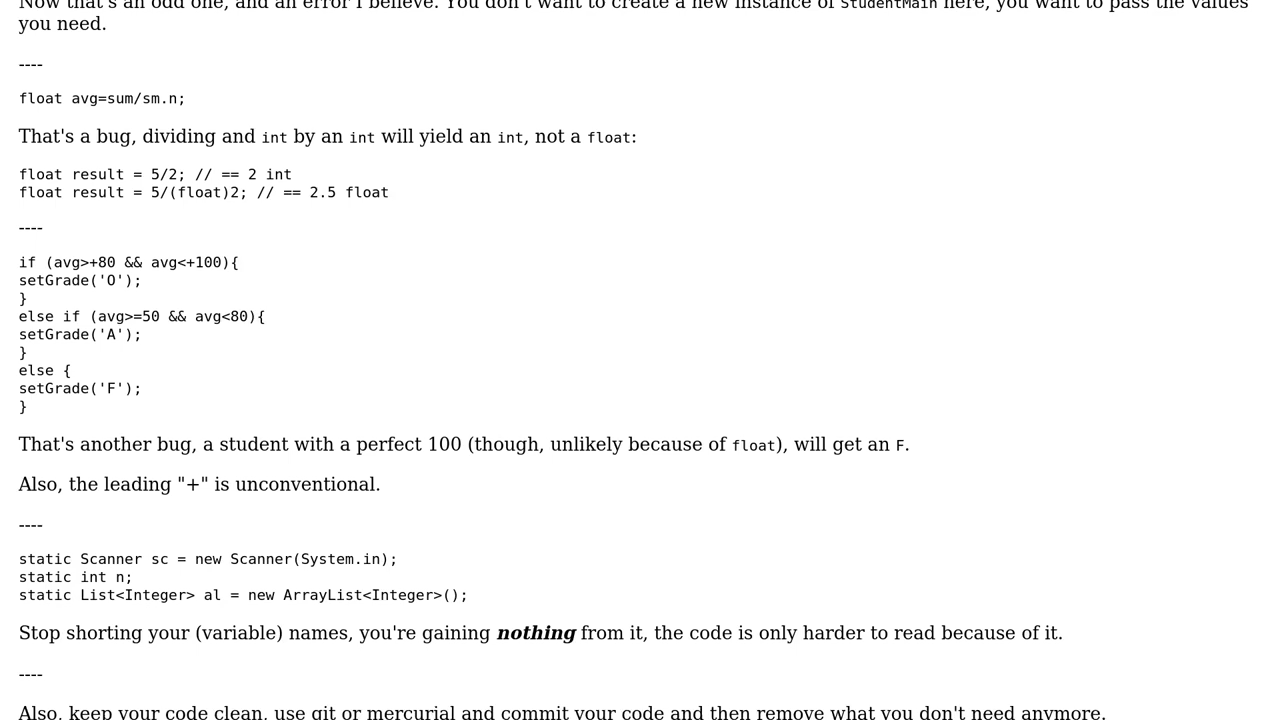 Now that's an odd one, and an error I believe. You don't want to create a new instance of StudentMain here, you want to pass the values
you need.
----
float avg=sum/sm.n;
That's a bug, dividing and int by an int will yield an int, not a float:
float result = 5/2; // == 2 int
float result = 5/(float)2; // == 2.5 float
----
if (avg>+80 && avg<+100){
setGrade('O');
}
else if (avg>=50 && avg<80){
setGrade('A');
}
else {
setGrade('F');
}
That's another bug, a student with a perfect 100 (though, unlikely because of float), will get an F.
Also, the leading "+" is unconventional.
----
static Scanner sc = new Scanner(System.in);
static int n;
static List<Integer> al = new ArrayList<Integer>();
Stop shorting your (variable) names, you're gaining nothing from it, the code is only harder to read because of it.
----
Also, keep your code clean, use git or mercurial and commit your code and then remove what you don't need anymore.